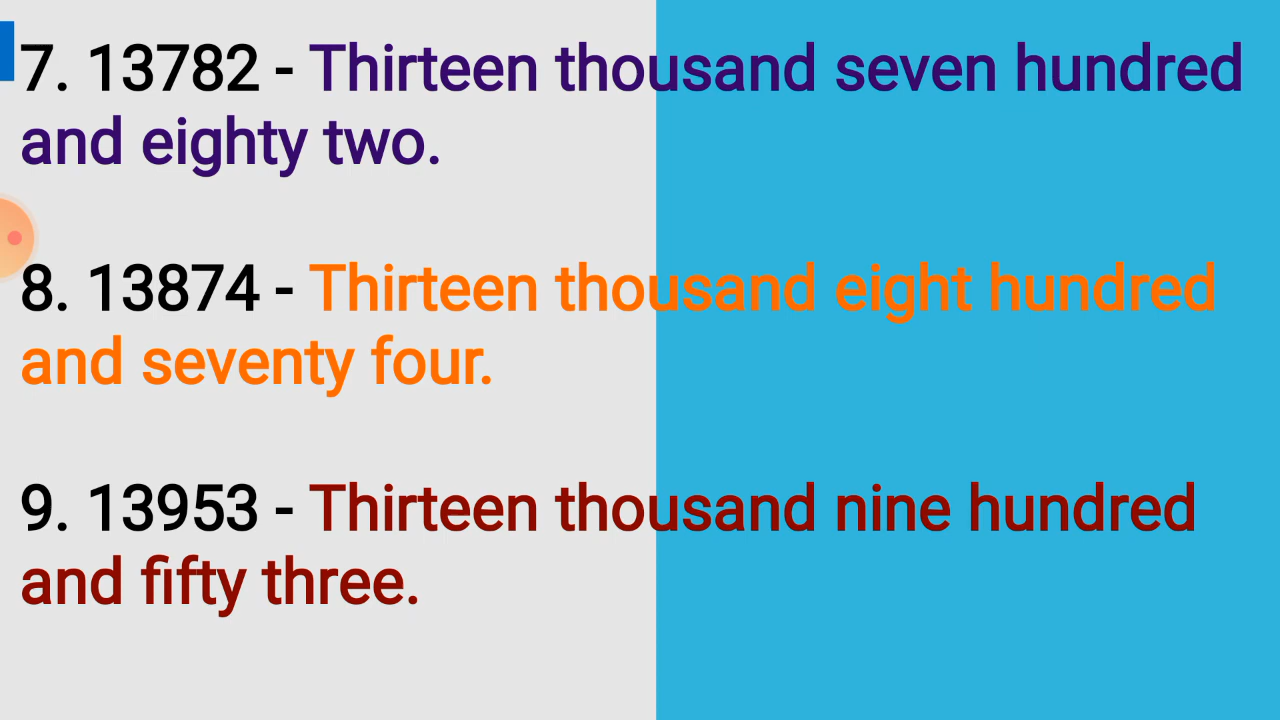 7. 13782 - Thirteen thousand seven hundred
and eighty two.
8. 13874 - Thirteen thousand eight hundred
and seventy four.
9. 13953 - Thirteen thousand nine hundred
and fifty three.